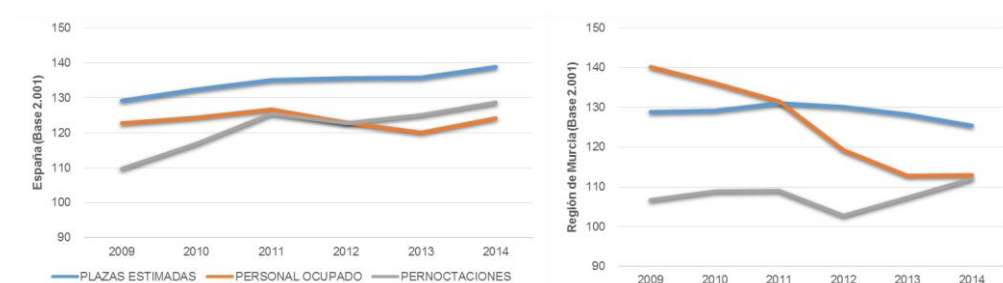 150
140
130
120
110
100
90
España (Base 2.001)
2009 2010 2011 2012 2013 2014
PLAZAS ESTIMADAS PERSONAL OCUPADO PERNOCTACIONES
150
140
130
120
110
100
90
Región de Murcia (Base 2.001)
2009 2010 2011 2012 2013 2014